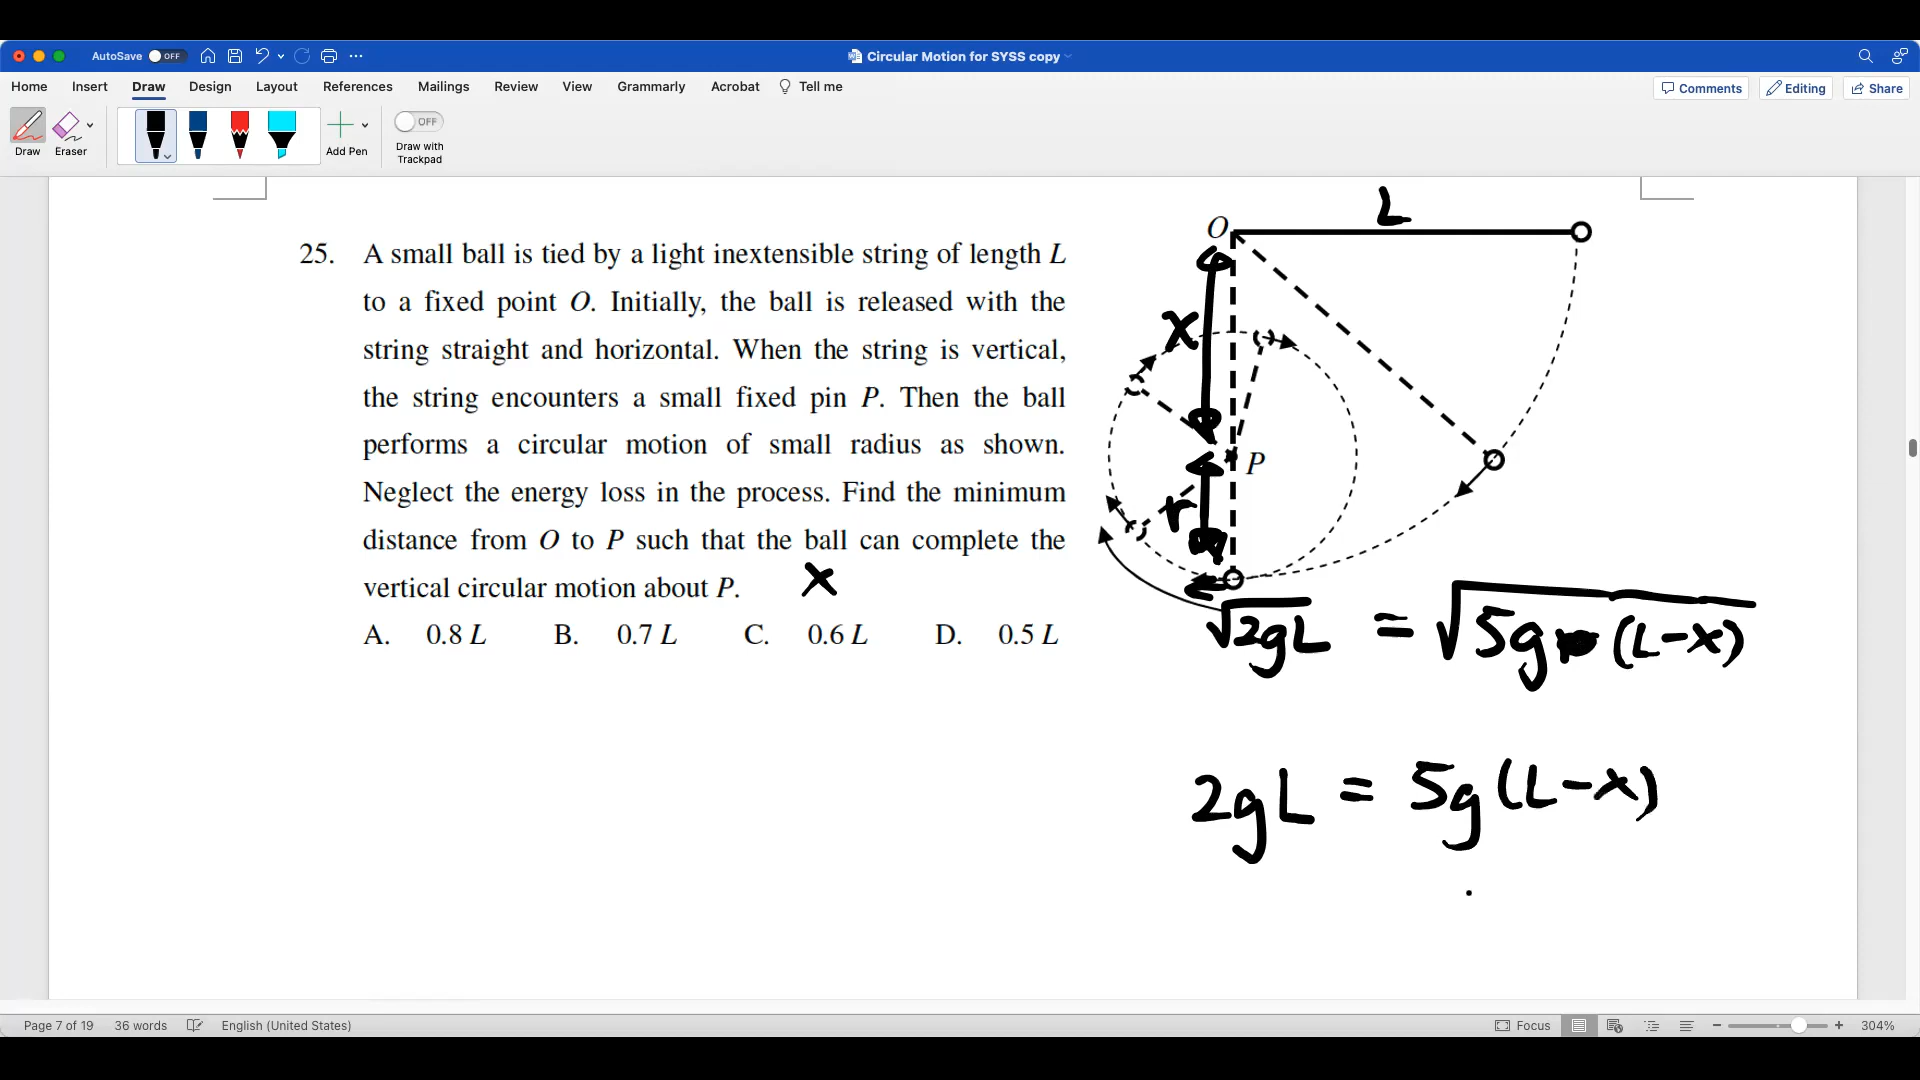 AutoSave OFF
Circular Motion for SYSS copy
Home Insert Draw Design Layout References Mailings Review View Grammarly Acrobat Tell me
Comments Editing Share
OFF
Draw Eraser Add Pen Draw with Trackpad
25. A small ball is tied by a light inextensible string of length L
to a fixed point O. Initially, the ball is released with the
string straight and horizontal. When the string is vertical,
the string encounters a small fixed pin P. Then the ball
performs a circular motion of small radius as shown.
Neglect the energy loss in the process. Find the minimum
distance from O to P such that the ball can complete the
vertical circular motion about P. x
A. 0.8 L B. 0.7 L C. 0.6 L D. 0.5 L
L
O
x
P
r
√2gL = √5g(L-x)
2gL = 5g(L-x)
Page 7 of 19 36 words English (United States) Focus 304%